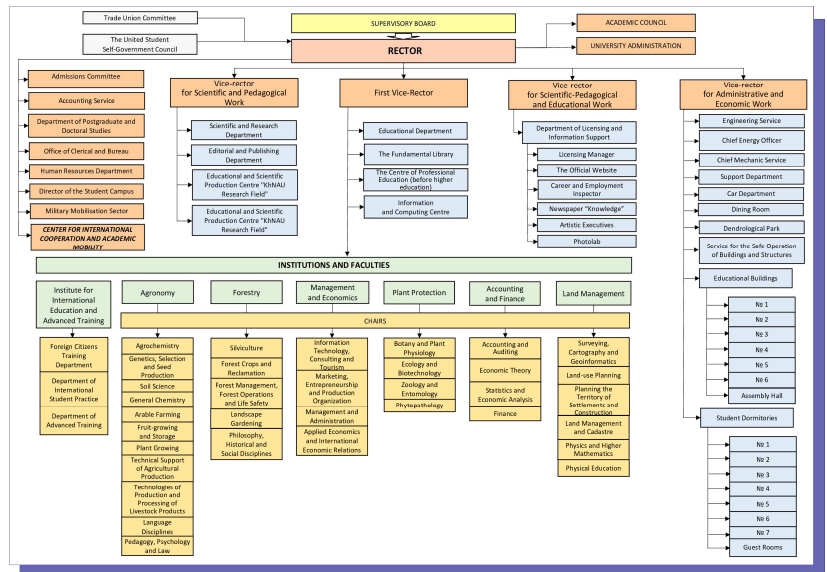 Trade Union Committee
The United Student
Self-Government Council
SUPERVISORY BOARD
RECTOR
ACADEMIC COUNCIL
UNIVERSITY ADMINISTRATION
Admissions Committee
Accounting Service
Department of Postgraduate and
Doctoral Studies
Office of Clerical and Bureau
Human Resources Department
Director of the Student Campus
Military Mobilisation Sector
CENTER FOR INTERNATIONAL
COOPERATION AND ACADEMIC
MOBILITY
Vice-rector
for Scientific and Pedagogical
Work
Scientific and Research
Department
Editorial and Publishing
Department
Educational and Scientific
Production Centre "KhNAU
Research Field"
Educational and Scientific
Production Centre "KhNAU
Research Field"
First Vice-Rector
Educational Department
The Fundamental Library
The Centre of Professional
Education (before higher
education)
Information
and Computing Centre
Vice-rector
for Scientific-Pedagogical
and Educational Work
Department of Licensing and
Information Support
Licensing Manager
The Official Website
Career and Employment
Inspector
Newspaper “Knowledge”
Artistic Executives
Photolab
Vice-rector
for Administrative and
Economic Work
Engineering Service
Chief Energy Officer
Chief Mechanic Service
Support Department
Car Department
Dining Room
Dendrological Park
Service for the Safe Operation
of Buildings and Structures
Educational Buildings
№ 1
№ 2
№ 3
№ 4
№ 5
№ 6
Assembly Hall
Student Dormitories
№ 1
№ 2
№ 3
№ 4
№ 5
№ 6
№ 7
Guest Rooms
INSTITUTIONS AND FACULTIES
Institute for
International
Education and
Advanced Training
Agronomy
Forestry
Management
and Economics
Plant Protection
Accounting
and Finance
Land Management
CHAIRS
Foreign Citizens
Training
Department
Department of
International
Student Practice
Department of
Advanced Training
Agrochemistry
Genetics, Selection
and Seed
Production
Soil Science
General Chemistry
Arable Farming
Fruit-growing
and Storage
Plant Growing
Technical Support
of Agricultural
Production
Technologies of
Production and
Processing of
Livestock Products
Language
Disciplines
Pedagogy, Psychology
and Law
Silviculture
Forest Crops and
Reclamation
Forest Management,
Forest Operations
and Life Safety
Landscape
Gardening
Philosophy,
Historical and
Social Disciplines
Information
Technology,
Consulting and
Tourism
Marketing,
Entrepreneurship
and Production
Organization
Management and
Administration
Applied Economics
and International
Economic Relations
Botany and Plant
Physiology
Ecology and
Biotechnology
Zoology and
Entomology
Phytopathology
Accounting and
Auditing
Economic Theory
Statistics and
Economic Analysis
Finance
Surveying,
Cartography and
Geoinformatics
Land-use Planning
Planning the
Territory of
Settlements and
Construction
Land Management
and Cadastre
Physics and Higher
Mathematics
Physical Education